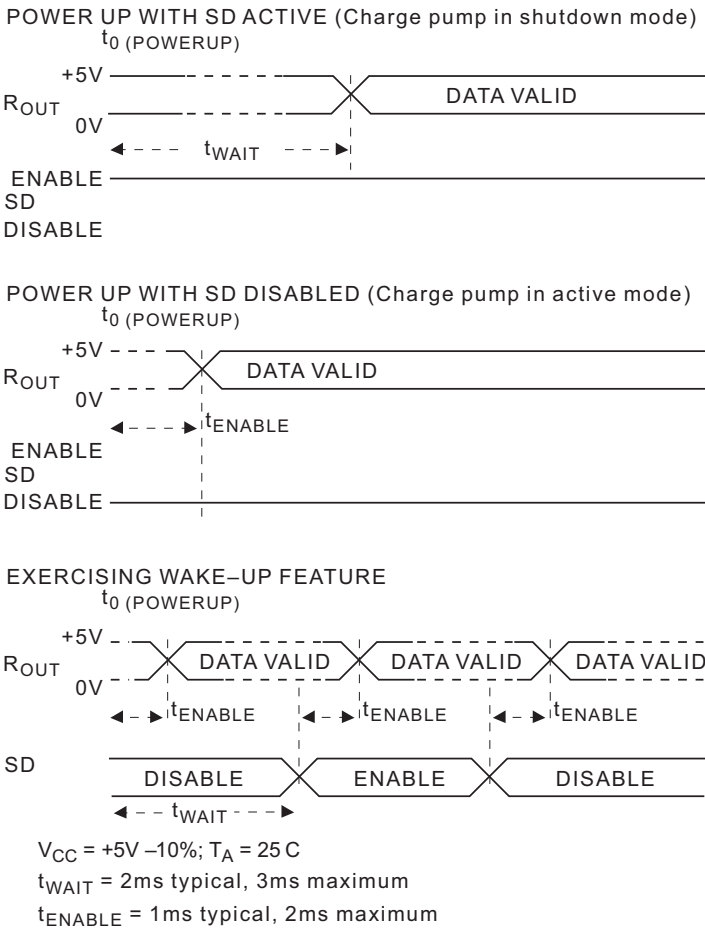 POWER UP WITH SD ACTIVE (Charge pump in shutdown mode)
t0 (POWERUP)
+5V
ROUT
DATA VALID
0V
tWAIT
ENABLE
SD
DISABLE
POWER UP WITH SD DISABLED (Charge pump in active mode)
t0 (POWERUP)
+5V
ROUT
DATA VALID
0V
tENABLE
ENABLE
SD
DISABLE
EXERCISING WAKE–UP FEATURE
t0 (POWERUP)
+5V
ROUT
DATA VALID DATA VALID DATA VALID
0V
tENABLE tENABLE tENABLE
SD
DISABLE ENABLE DISABLE
tWAIT
VCC = +5V –10%; TA = 25 C
tWAIT = 2ms typical, 3ms maximum
tENABLE = 1ms typical, 2ms maximum